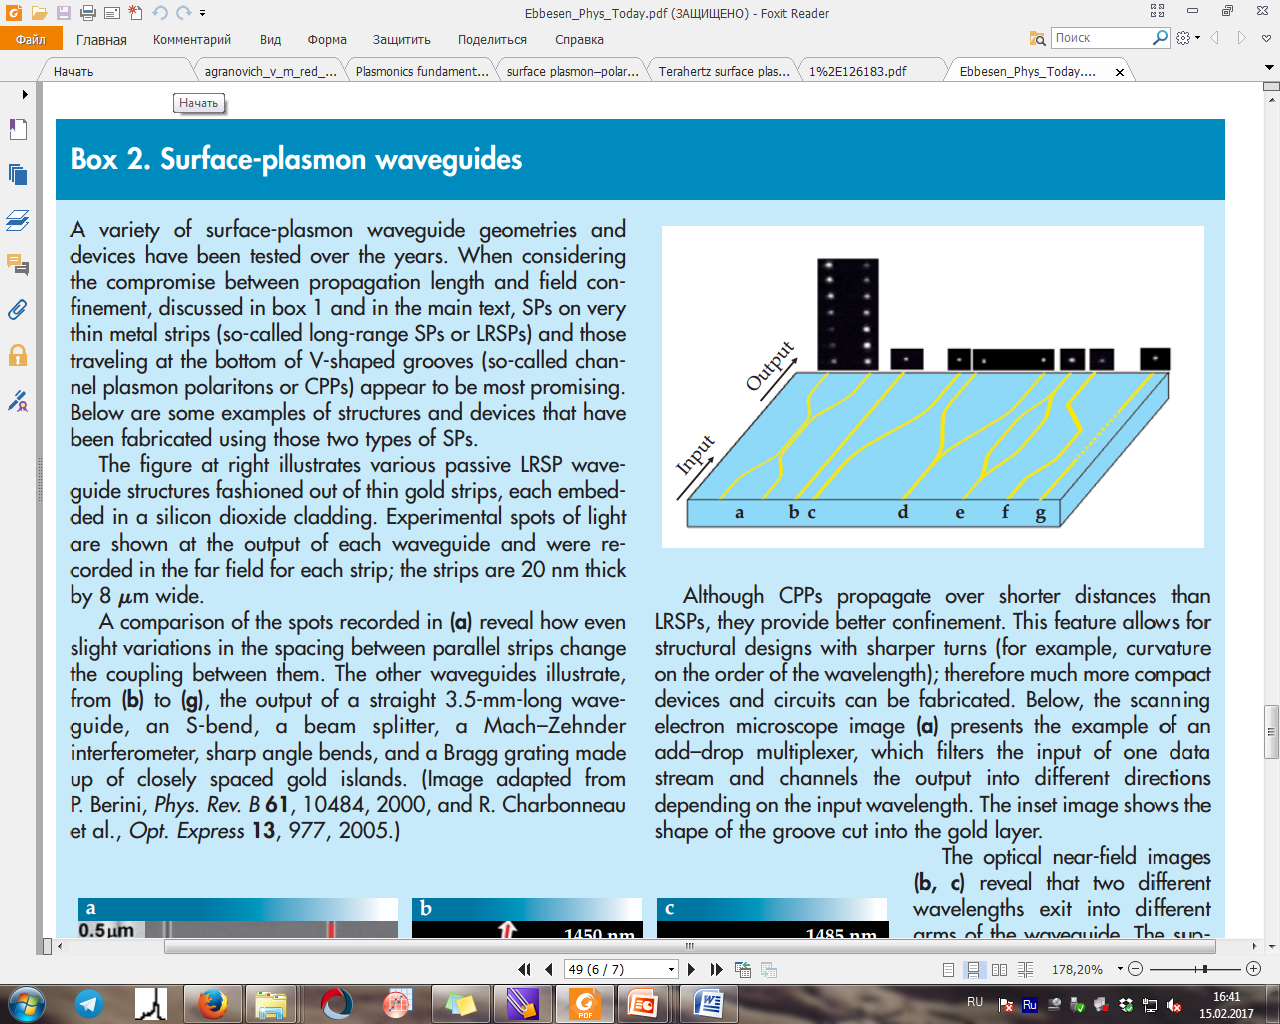 Ebbesen_Phys_Today.pdf (ЗАЩИЩЕНО) - Foxit Reader
Файл Главная Комментарий Вид Форма Защитить Поделиться Справка Поиск
Начать agranovich_v_m_red_... Plasmonics fundament... surface plasmon–polar... Terahertz surface plas... 1%2E126183.pdf Ebbesen_Phys_Today....
Начать
Box 2. Surface-plasmon waveguides
A variety of surface-plasmon waveguide geometries and
devices have been tested over the years. When considering
the compromise between propagation length and field con-
finement, discussed in box 1 and in the main text, SPs on very
thin metal strips (so-called long-range SPs or LRSPs) and those
traveling at the bottom of V-shaped grooves (so-called chan-
nel plasmon polaritons or CPPs) appear to be most promising.
Below are some examples of structures and devices that have
been fabricated using those two types of SPs.
The figure at right illustrates various passive LRSP wave-
guide structures fashioned out of thin gold strips, each embed-
ded in a silicon dioxide cladding. Experimental spots of light
are shown at the output of each waveguide and were re-
corded in the far field for each strip; the strips are 20 nm thick
by 8 μm wide.
A comparison of the spots recorded in (a) reveal how even
slight variations in the spacing between parallel strips change
the coupling between them. The other waveguides illustrate,
from (b) to (g), the output of a straight 3.5-mm-long wave-
guide, an S-bend, a beam splitter, a Mach–Zehnder
interferometer, sharp angle bends, and a Bragg grating made
up of closely spaced gold islands. (Image adapted from
P. Berini, Phys. Rev. B 61, 10484, 2000, and R. Charbonneau
et al., Opt. Express 13, 977, 2005.)
Output
Input
a b c d e f g
Although CPPs propagate over shorter distances than
LRSPs, they provide better confinement. This feature allows for
structural designs with sharper turns (for example, curvature
on the order of the wavelength); therefore much more compact
devices and circuits can be fabricated. Below, the scanning
electron microscope image (a) presents the example of an
add–drop multiplexer, which filters the input of one data
stream and channels the output into different directions
depending on the input wavelength. The inset image shows the
shape of the groove cut into the gold layer.
The optical near-field images
(b, c) reveal that two different
wavelengths exit into different
arms of the waveguide. The sup-
a b c
0.5μm 1450 nm 1485 nm
49 (6 / 7) 178,20%
PDF
RU Ru 16:41
15.02.2017